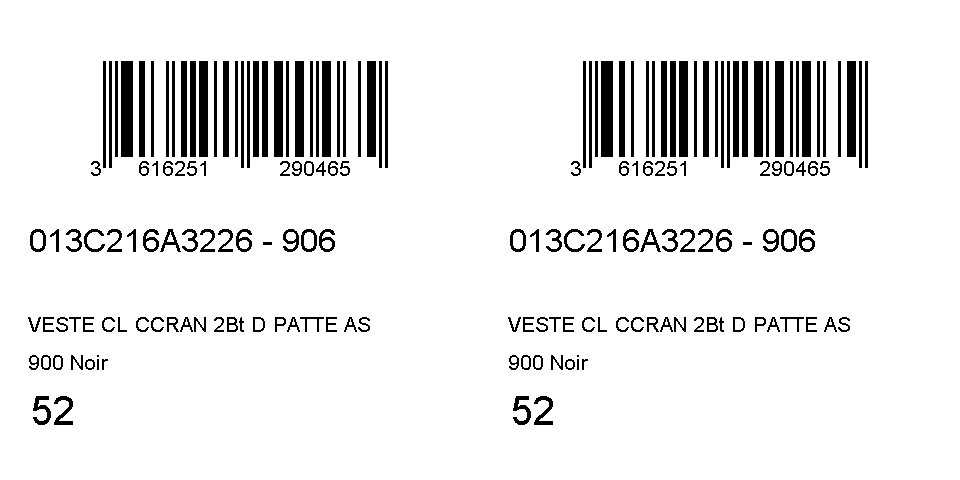 3 616251 290465
013C216A3226 - 906
VESTE CL CCRAN 2Bt D PATTE AS
900 Noir
52
3 616251 290465
013C216A3226 - 906
VESTE CL CCRAN 2Bt D PATTE AS
900 Noir
52